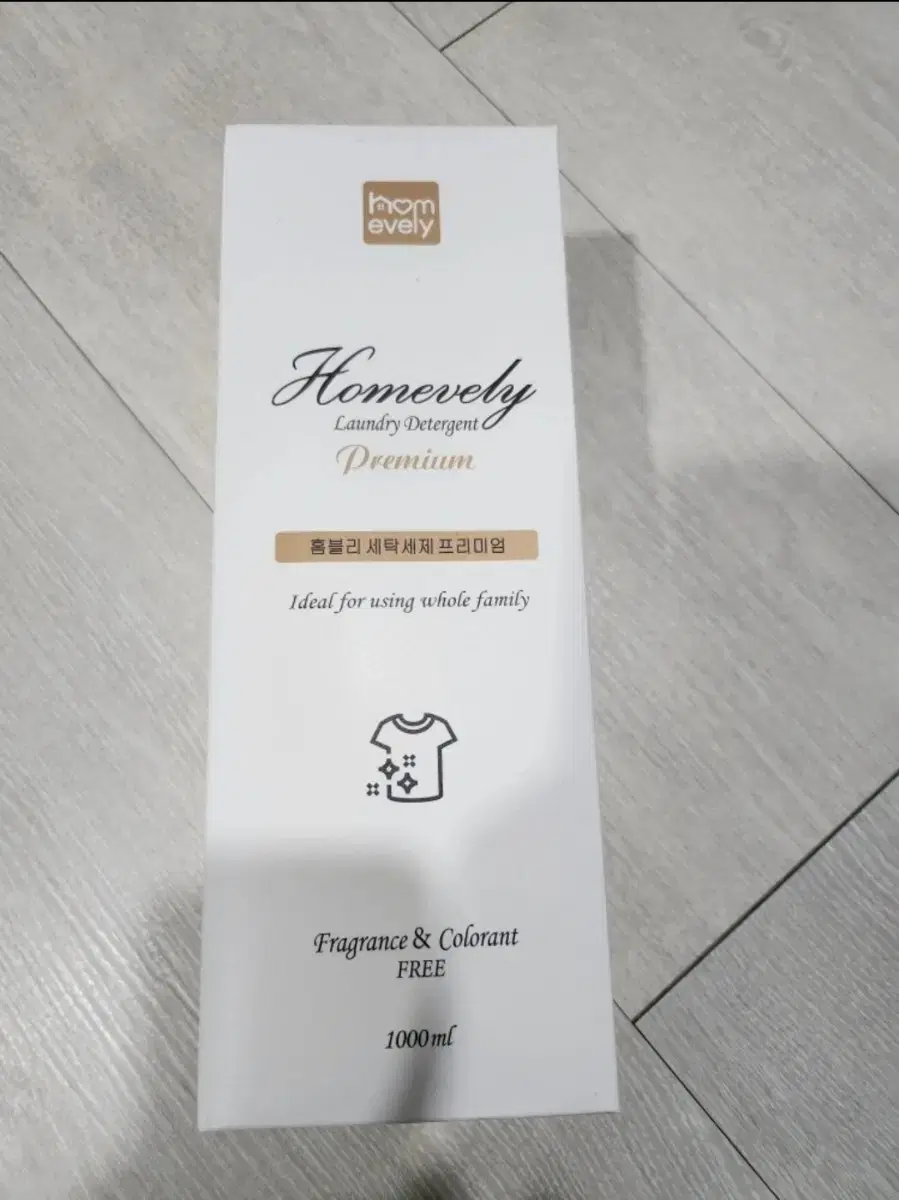 hom
evely
Homevely
Laundry Detergent
Premium
홈블리 세탁세제 프리미엄
Ideal for using whole family
Fragrance & Colorant
FREE
1000ml